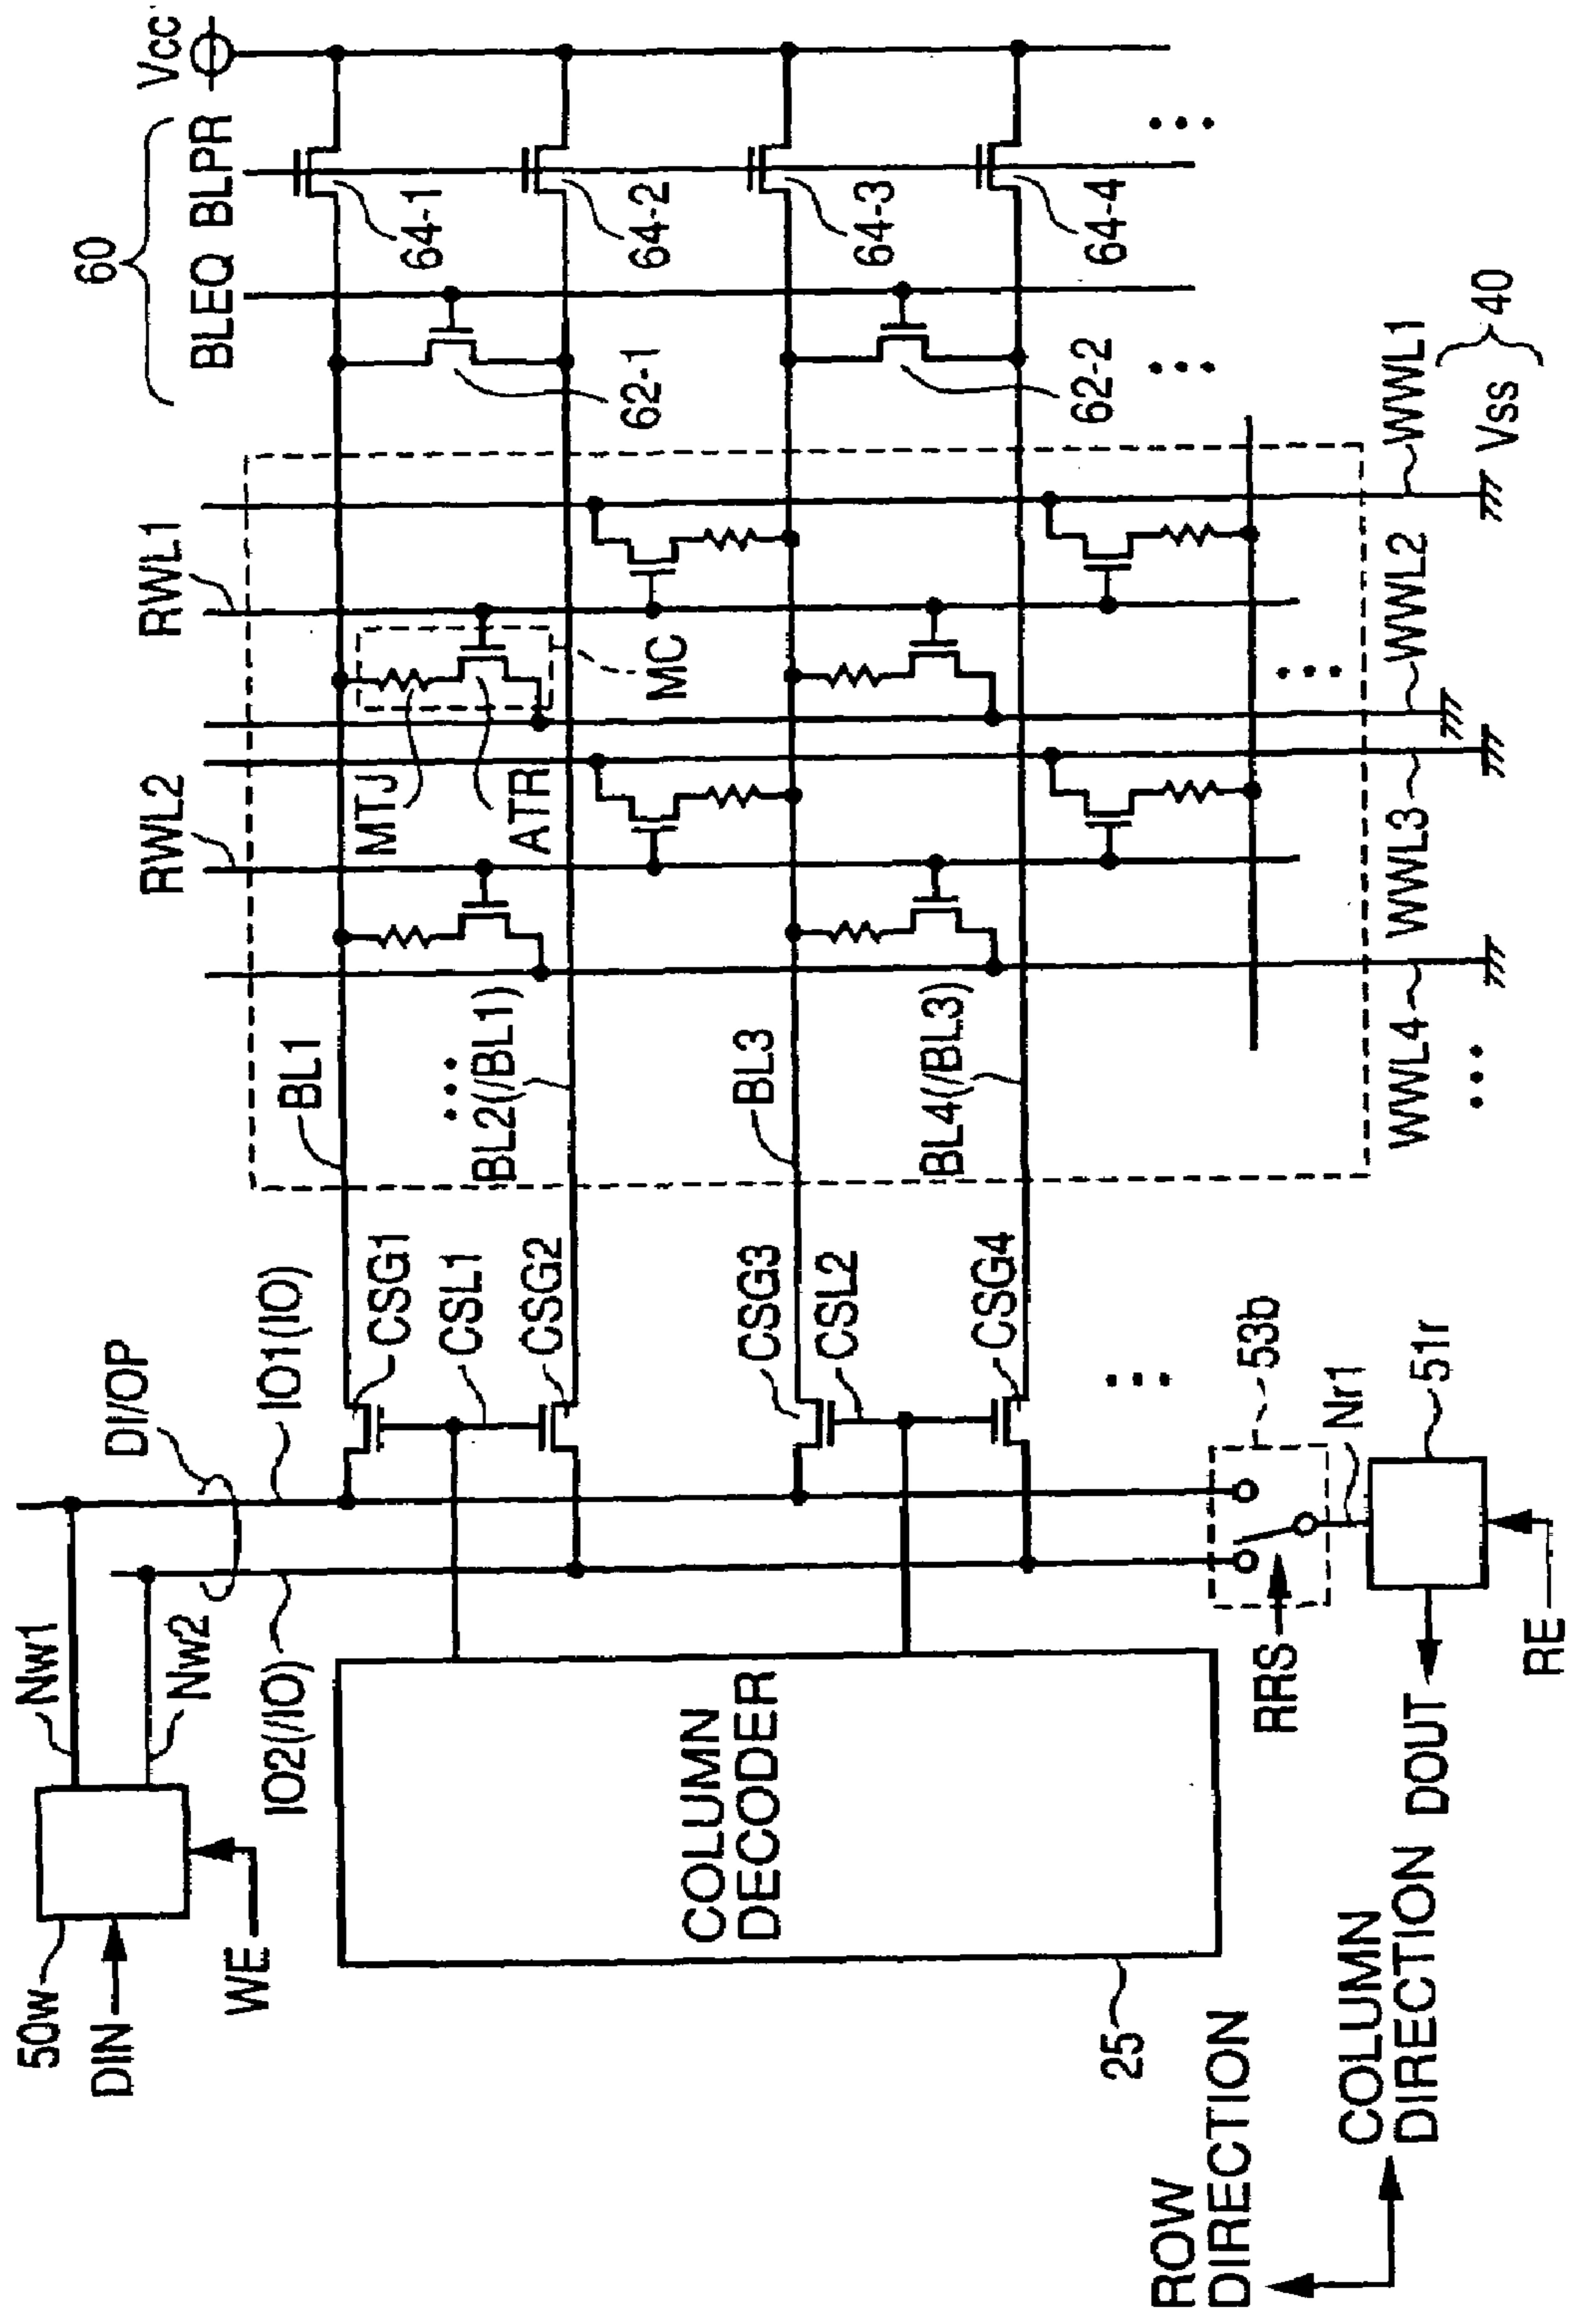 60
BLEQ BLPR Vcc
64-1
64-2
64-3
64-4
62-1
62-2
RWL1
RWL2
MTJ
ATR
MC
WWL1
WWL2
WWL3
WWL4
Vss
40
BL1
BL2(/BL1)
BL3
BL4(/BL3)
DI/OP
IO1(IO)
IO2(/IO)
CSG1
CSL1
CSG2
CSG3
CSL2
CSG4
Nw1
Nw2
50w
DIN
WE
COLUMN
DECODER
25
53b
Nr1
51r
RRS
DOUT
RE
ROW
DIRECTION
COLUMN
DIRECTION